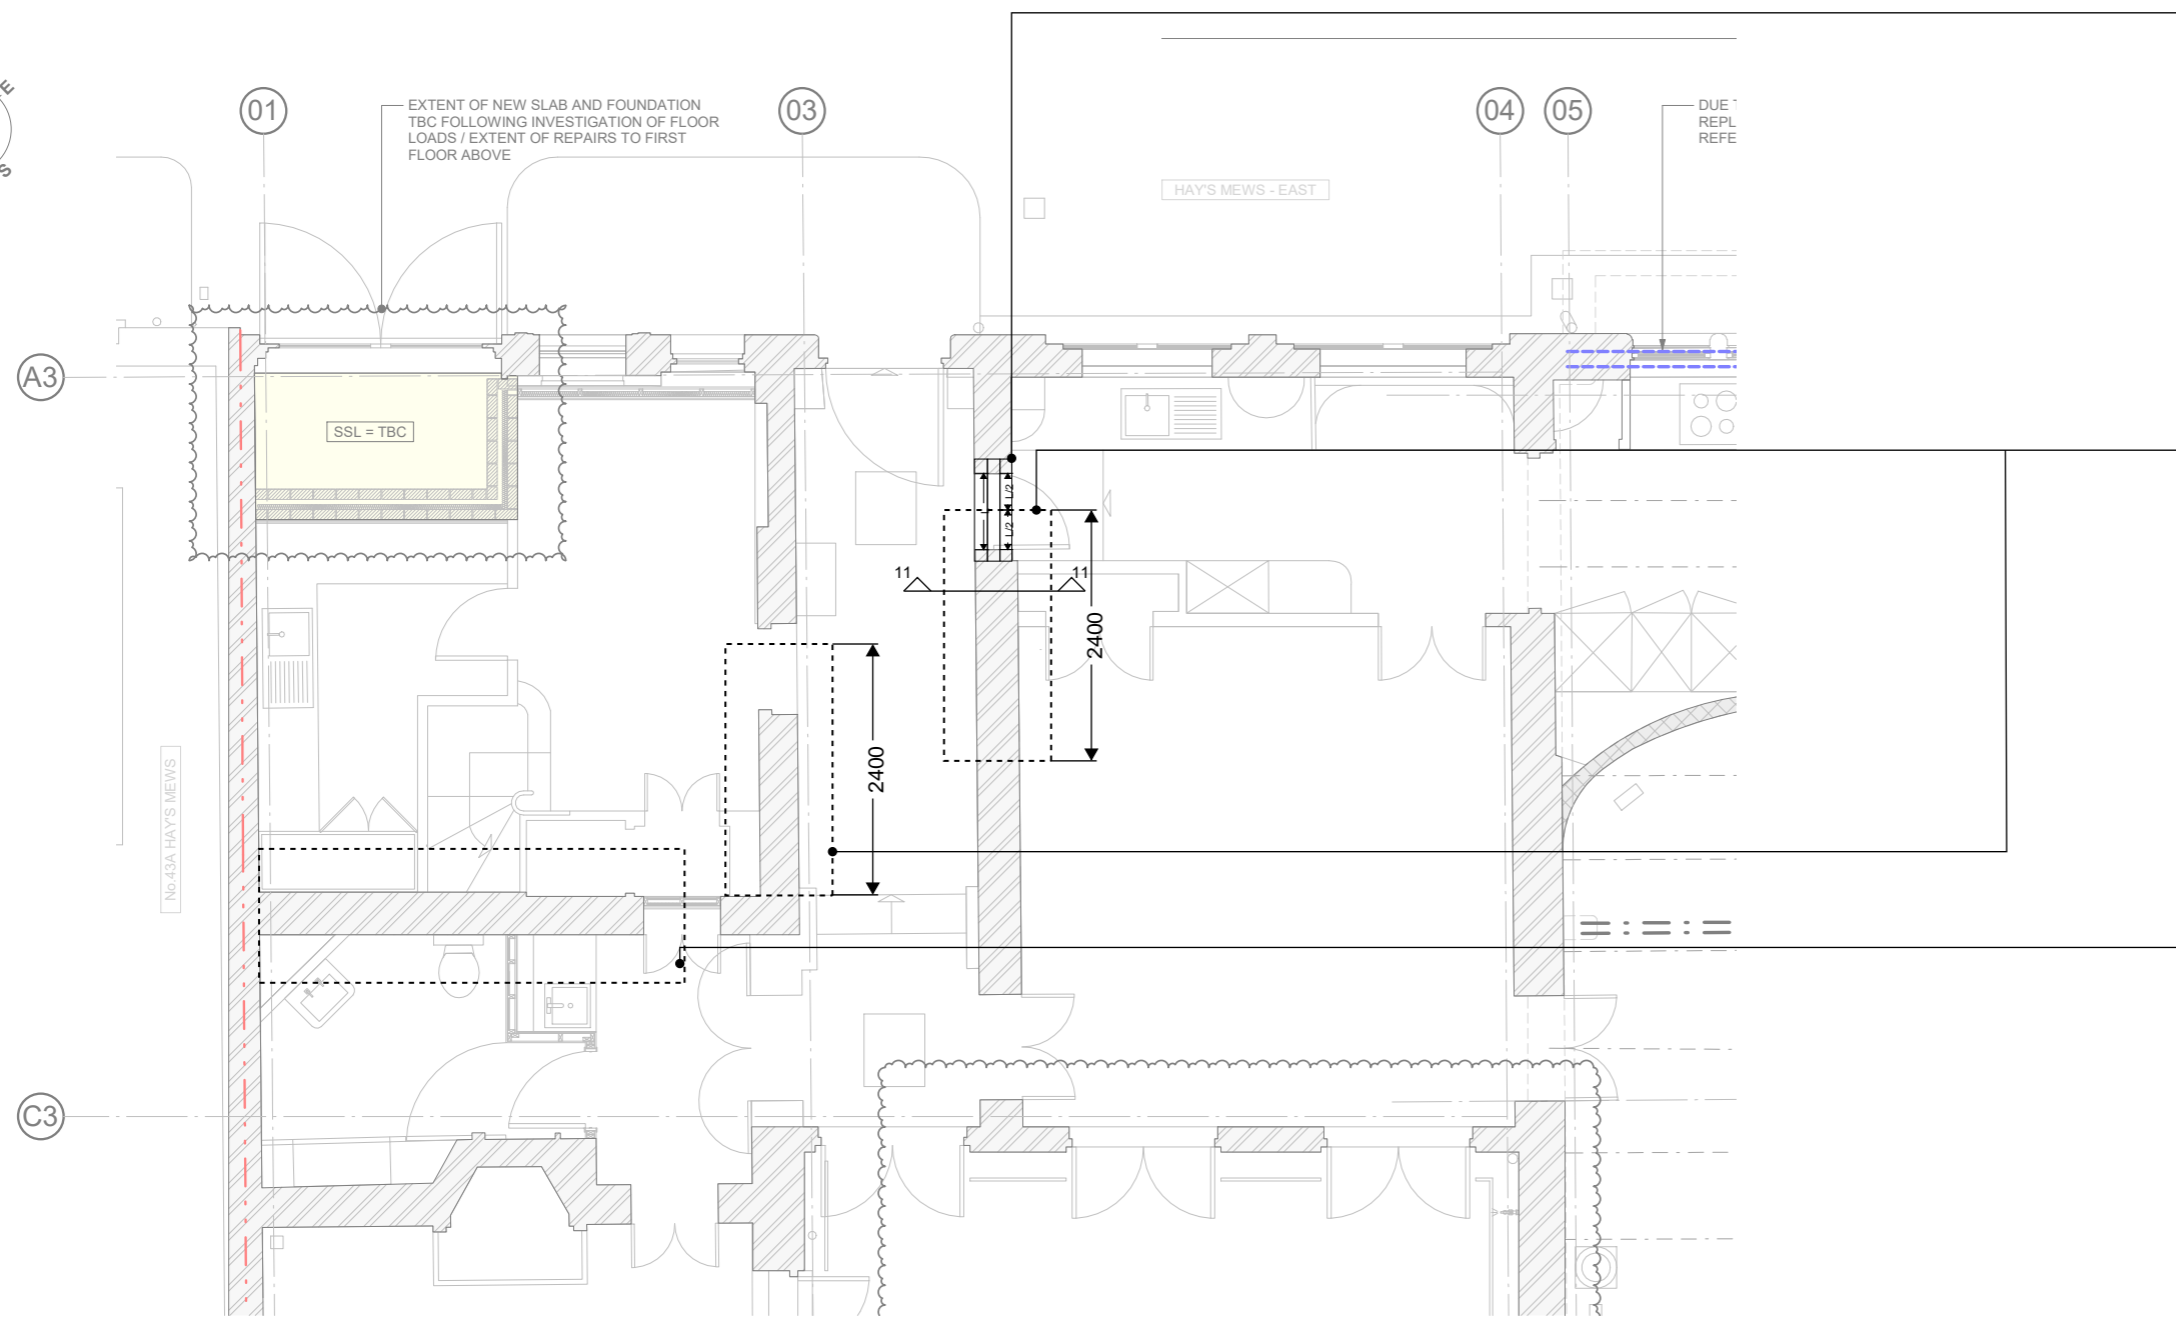 E
S
01
EXTENT OF NEW SLAB AND FOUNDATION
TBC FOLLOWING INVESTIGATION OF FLOOR
LOADS / EXTENT OF REPAIRS TO FIRST
FLOOR ABOVE
03
04
05
DUE
REPL
REFE
HAY'S MEWS - EAST
A3
SSL = TBC
L
L/2
L/2
11
11
2400
2400
No.43A HAY'S MEWS
C3